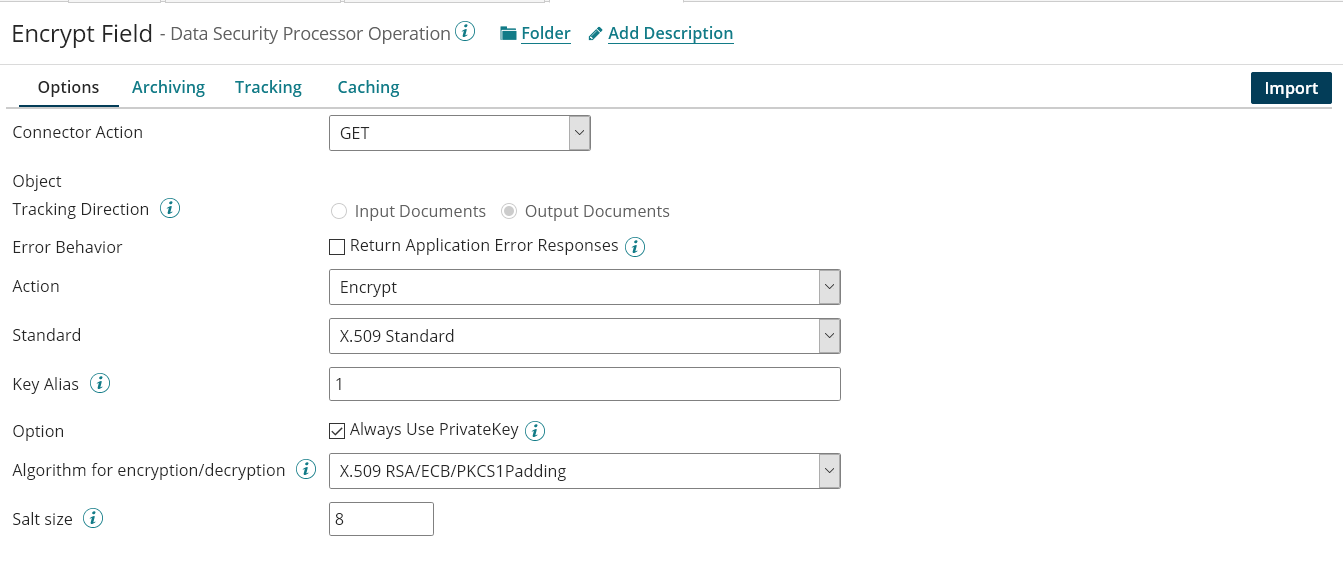 Encrypt Field - Data Security Processor Operation i Folder Add Description
Options Archiving Tracking Caching Import
Connector Action GET
Object
Tracking Direction i Input Documents Output Documents
Error Behavior Return Application Error Responses i
Action Encrypt
Standard X.509 Standard
Key Alias i 1
Option Always Use PrivateKey i
Algorithm for encryption/decryption i X.509 RSA/ECB/PKCS1Padding
Salt size i 8